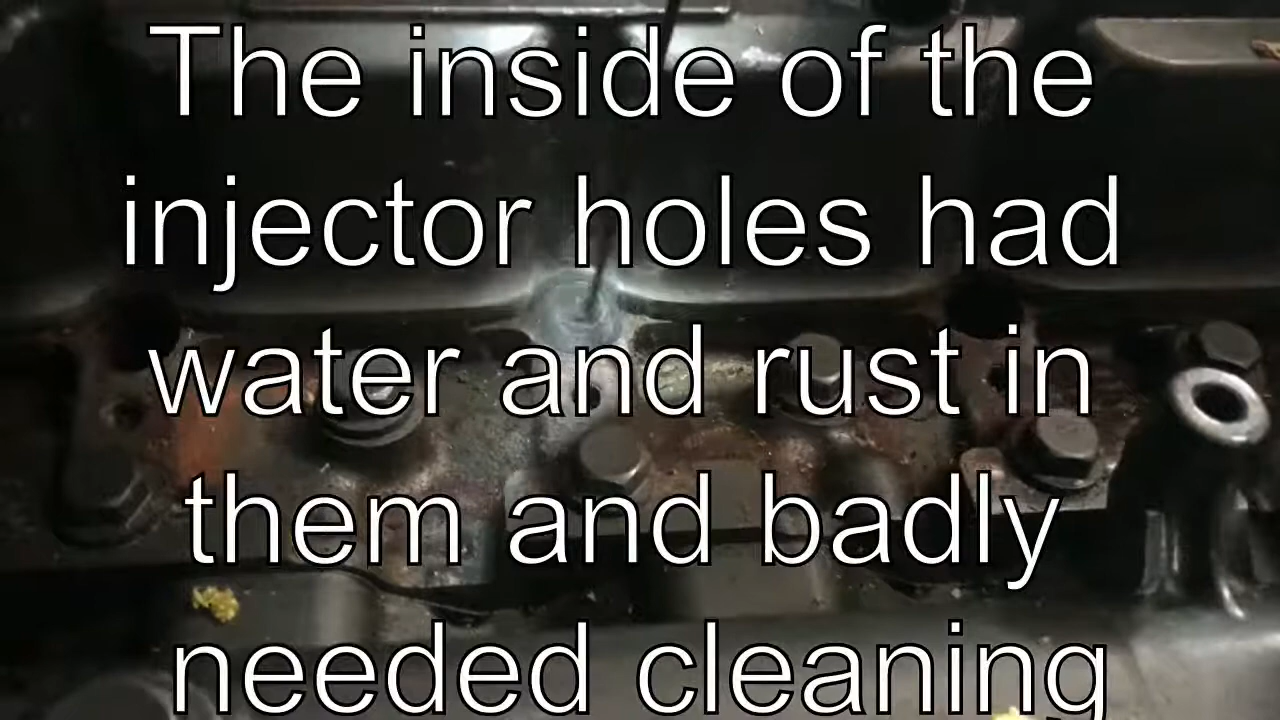 The inside of the
injector holes had
water and rust in
them and badly
needed cleaning